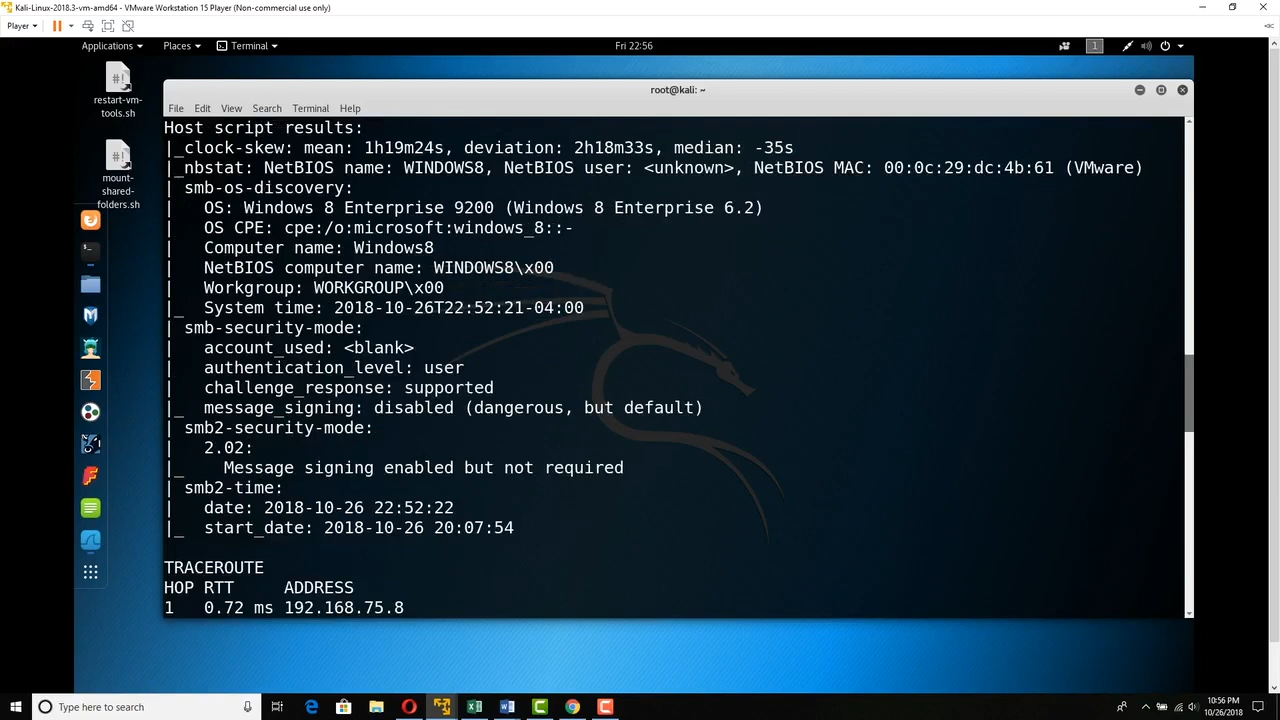 Kali-Linux-2018.3-vm-amd64 - VMware Workstation 15 Player (Non-commercial use only)
Player
Applications Places Terminal Fri 22:56 1
restart-vm-
tools.sh
mount-
shared-
folders.sh
root@kali: ~
File Edit View Search Terminal Help
Host script results:
|_clock-skew: mean: 1h19m24s, deviation: 2h18m33s, median: -35s
|_nbstat: NetBIOS name: WINDOWS8, NetBIOS user: <unknown>, NetBIOS MAC: 00:0c:29:dc:4b:61 (VMware)
| smb-os-discovery:
|   OS: Windows 8 Enterprise 9200 (Windows 8 Enterprise 6.2)
|   OS CPE: cpe:/o:microsoft:windows_8::-
|   Computer name: Windows8
|   NetBIOS computer name: WINDOWS8\x00
|   Workgroup: WORKGROUP\x00
|_  System time: 2018-10-26T22:52:21-04:00
| smb-security-mode:
|   account_used: <blank>
|   authentication_level: user
|   challenge_response: supported
|_  message_signing: disabled (dangerous, but default)
| smb2-security-mode:
|   2.02:
|_    Message signing enabled but not required
| smb2-time:
|   date: 2018-10-26 22:52:22
|_  start_date: 2018-10-26 20:07:54
TRACEROUTE
HOP RTT     ADDRESS
1   0.72 ms 192.168.75.8
Type here to search
10:56 PM
10/26/2018